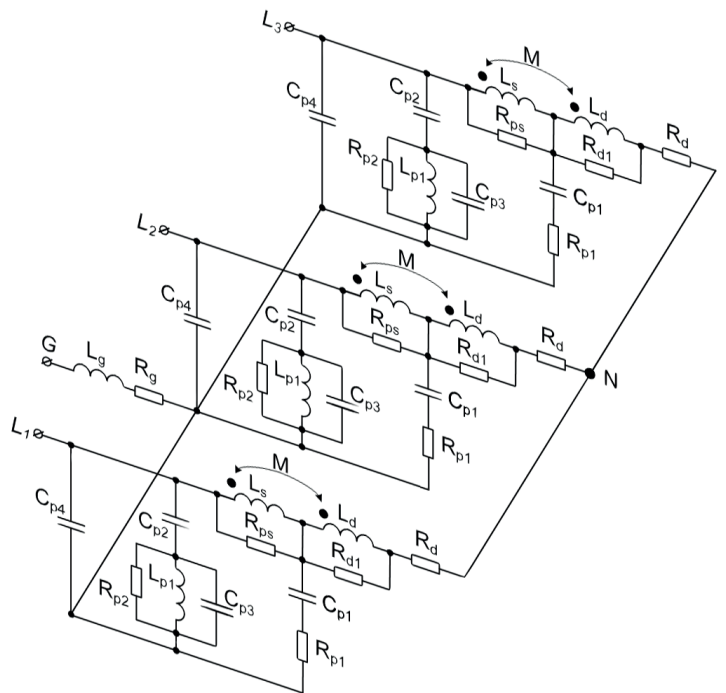 L3
M
Ls
Ld
Cp4
Cp2
Rps
Rd
Rd1
Rp2
Lp1
Cp3
Cp1
Rp1
L2
M
Ls
Ld
Cp4
Cp2
Rps
Rd
Rd1
G
Lg
Rg
Rp2
Lp1
Cp3
Cp1
N
Rp1
L1
M
Ls
Ld
Cp4
Cp2
Rps
Rd
Rd1
Rp2
Lp1
Cp3
Cp1
Rp1